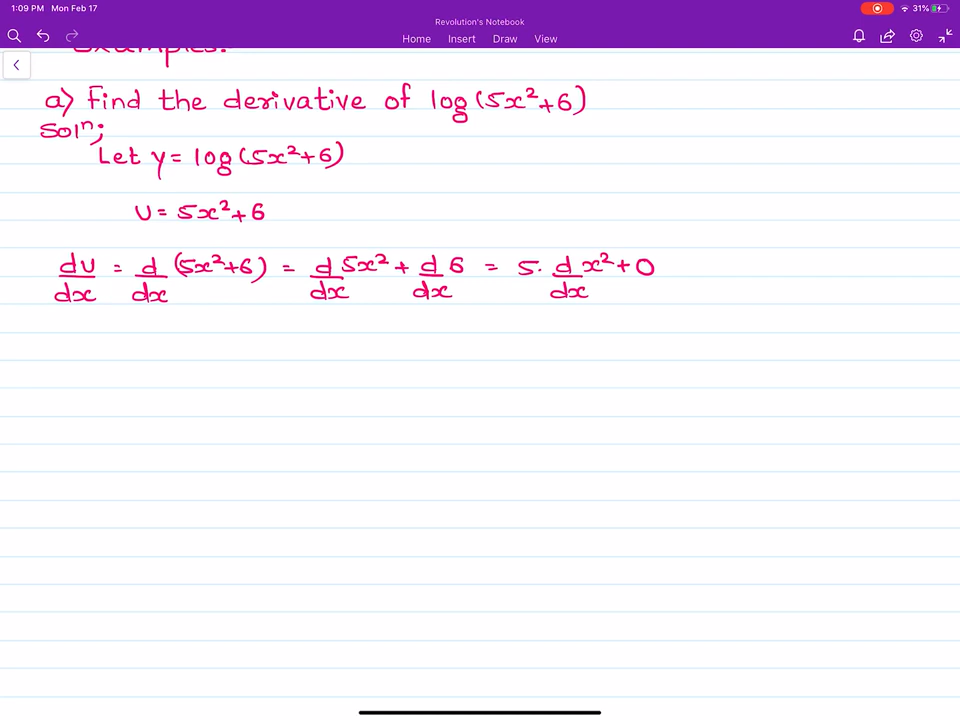 1:09 PM Mon Feb 17
31%
Revolution's Notebook
Home Insert Draw View
Examples:
a) Find the derivative of log(5x²+6)
Solⁿ;
Let y = log(5x²+6)
U = 5x²+6
dU/dx = d/dx (5x²+6) = d/dx 5x² + d/dx 6 = 5. d/dx x² + 0